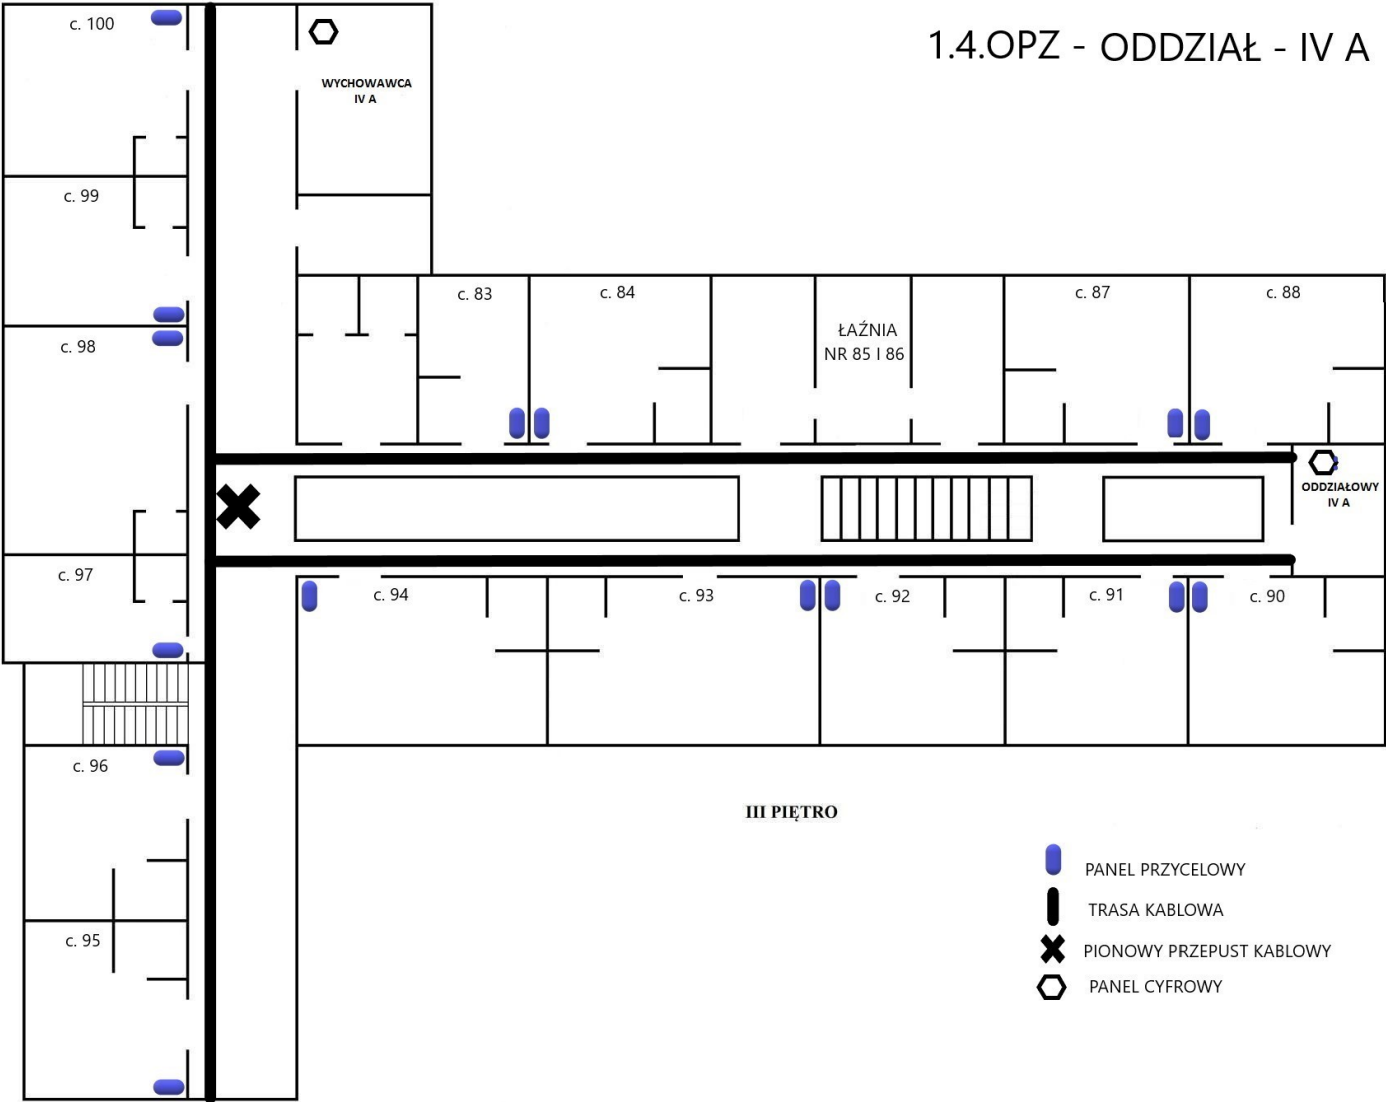 1.4.OPZ - ODDZIAŁ - IV A
c. 100
WYCHOWAWCA
IV A
c. 99
c. 98
c. 83
c. 84
ŁAŹNIA
NR 85 I 86
c. 87
c. 88
ODDZIAŁOWY
IV A
c. 97
c. 94
c. 93
c. 92
c. 91
c. 90
c. 96
c. 95
III PIĘTRO
PANEL PRZYCELOWY
TRASA KABLOWA
PIONOWY PRZEPUST KABLOWY
PANEL CYFROWY